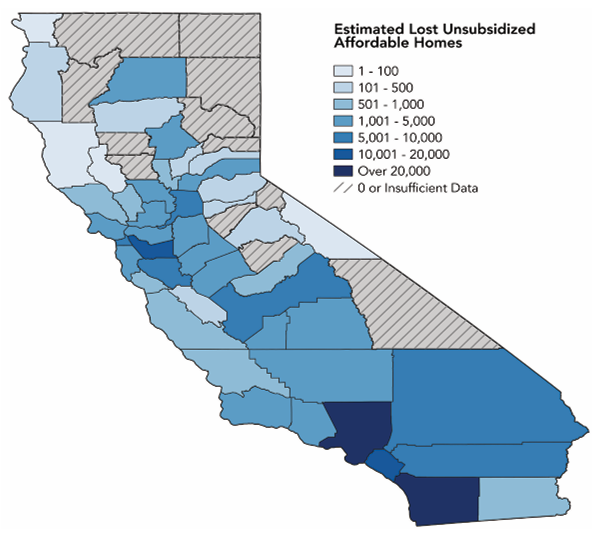 Estimated Lost Unsubsidized
Affordable Homes
1 - 100
101 - 500
501 - 1,000
1,001 - 5,000
5,001 - 10,000
10,001 - 20,000
Over 20,000
0 or Insufficient Data